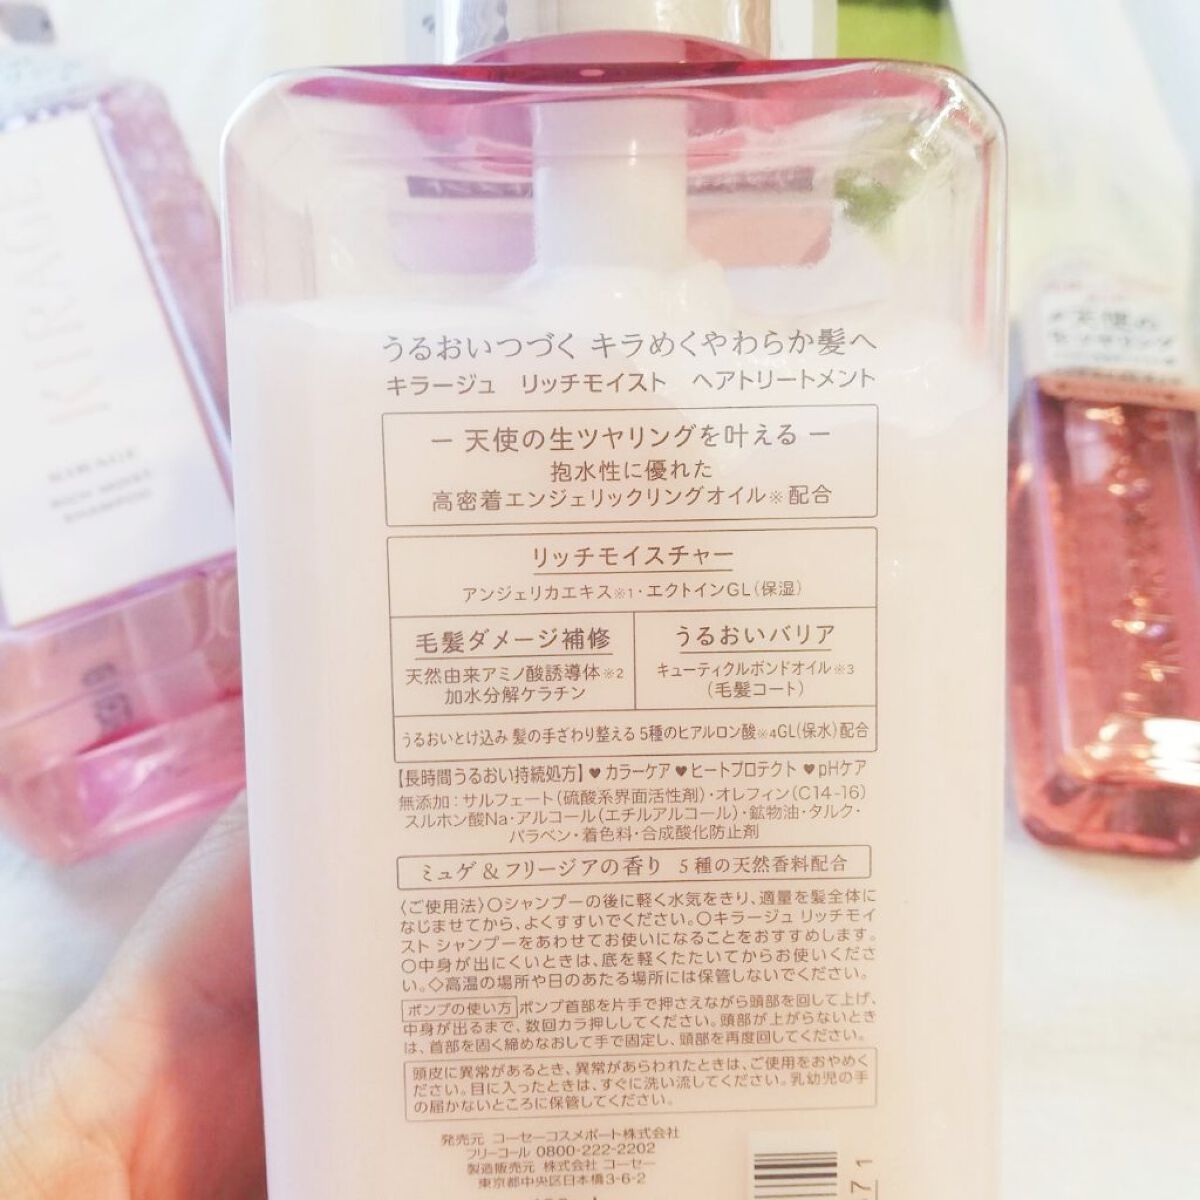 うるおいつづく キラめくやわらか髪へ
キラージュ リッチモイスト ヘアトリートメント
― 天使の生ツヤリングを叶える ―
抱水性に優れた
高密着エンジェリックリングオイル※配合
リッチモイスチャー
アンジェリカエキス※1・エクトインGL(保湿)
毛髪ダメージ補修
天然由来アミノ酸誘導体※2
加水分解ケラチン
うるおいバリア
キューティクルボンドオイル※3
(毛髪コート)
うるおいとけ込み 髪の手ざわり整える 5種のヒアルロン酸※4GL(保水)配合
【長時間うるおい持続処方】♥カラーケア♥ヒートプロテクト♥pHケア
無添加：サルフェート(硫酸系界面活性剤)・オレフィン(C14-16)
スルホン酸Na・アルコール(エチルアルコール)・鉱物油・タルク・
パラベン・着色料・合成酸化防止剤
ミュゲ&フリージアの香り 5種の天然香料配合
〈ご使用法〉○シャンプーの後に軽く水気をきり、適量を髪全体に
なじませてから、よくすすいでください。○キラージュ リッチモイ
スト シャンプーをあわせてお使いになることをおすすめします。
○中身が出にくいときは、底を軽くたたいてからお使いくださ
い。◇高温の場所や日のあたる場所には保管しないでください。
ポンプの使い方 ポンプ首部を片手で押さえながら頭部を回して上げ、
中身が出るまで、数回カラ押ししてください。頭部が上がらないとき
は、首部を固く締めなおして手で固定し、頭部を再度回してください。
頭皮に異常があるとき、異常があらわれたときは、ご使用をおやめく
ださい。目に入ったときは、すぐに洗い流してください。乳幼児の手
の届かないところに保管してください。
発売元 コーセーコスメポート株式会社
フリーコール 0800-222-2202
製造販売元 株式会社 コーセー
東京都中央区日本橋3-6-2
KIRAGE
KIRAGE
RICH MOIST
SHAMPOO
天使の
生ツヤリング